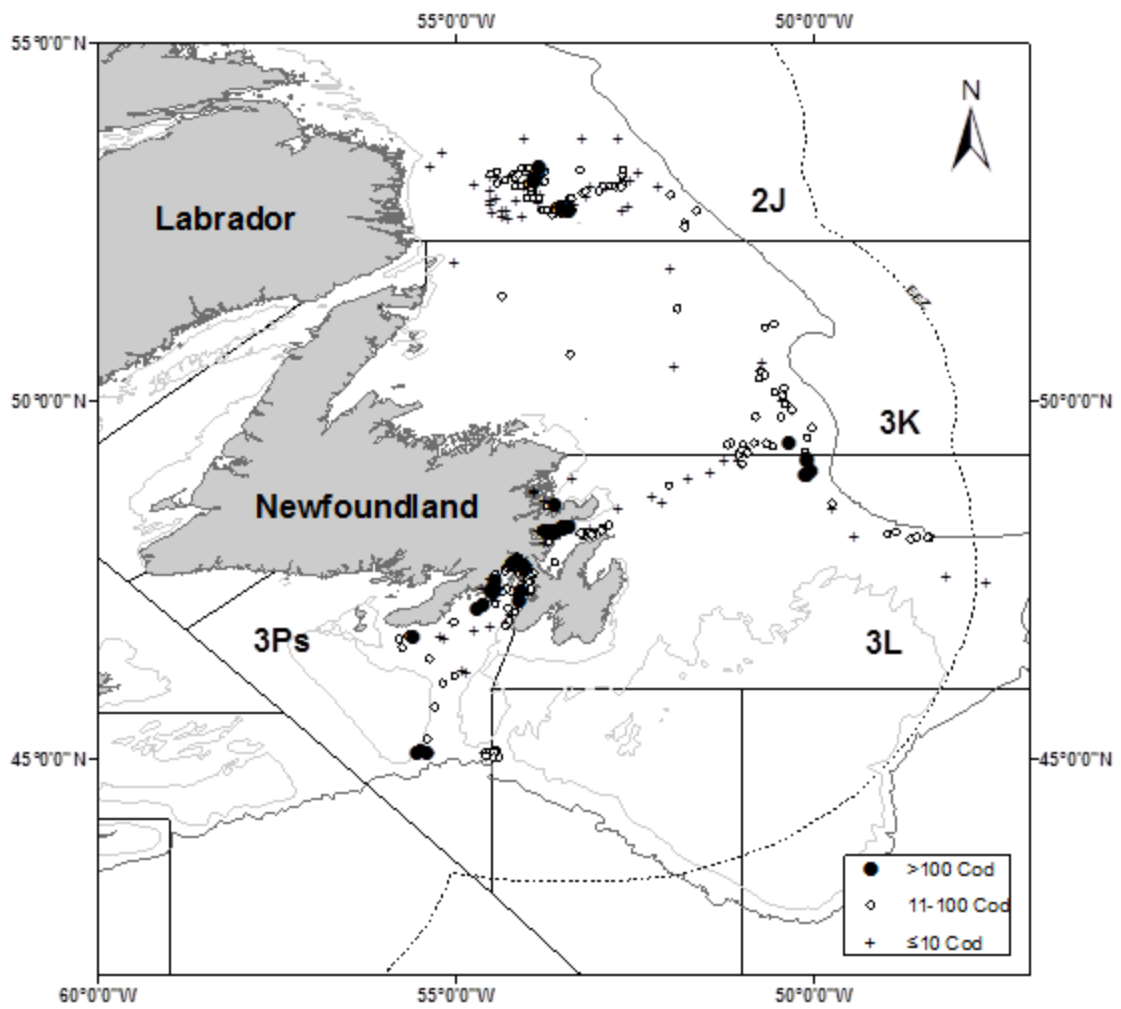 55°0'0"W 50°0'0"W
55°0'0"N
N
2J
Labrador
EEZ
50°0'0"N 50°0'0"N
3K
Newfoundland
3Ps 3L
45°0'0"N 45°0'0"N
>100 Cod
11-100 Cod
≤10 Cod
60°0'0"W 55°0'0"W 50°0'0"W